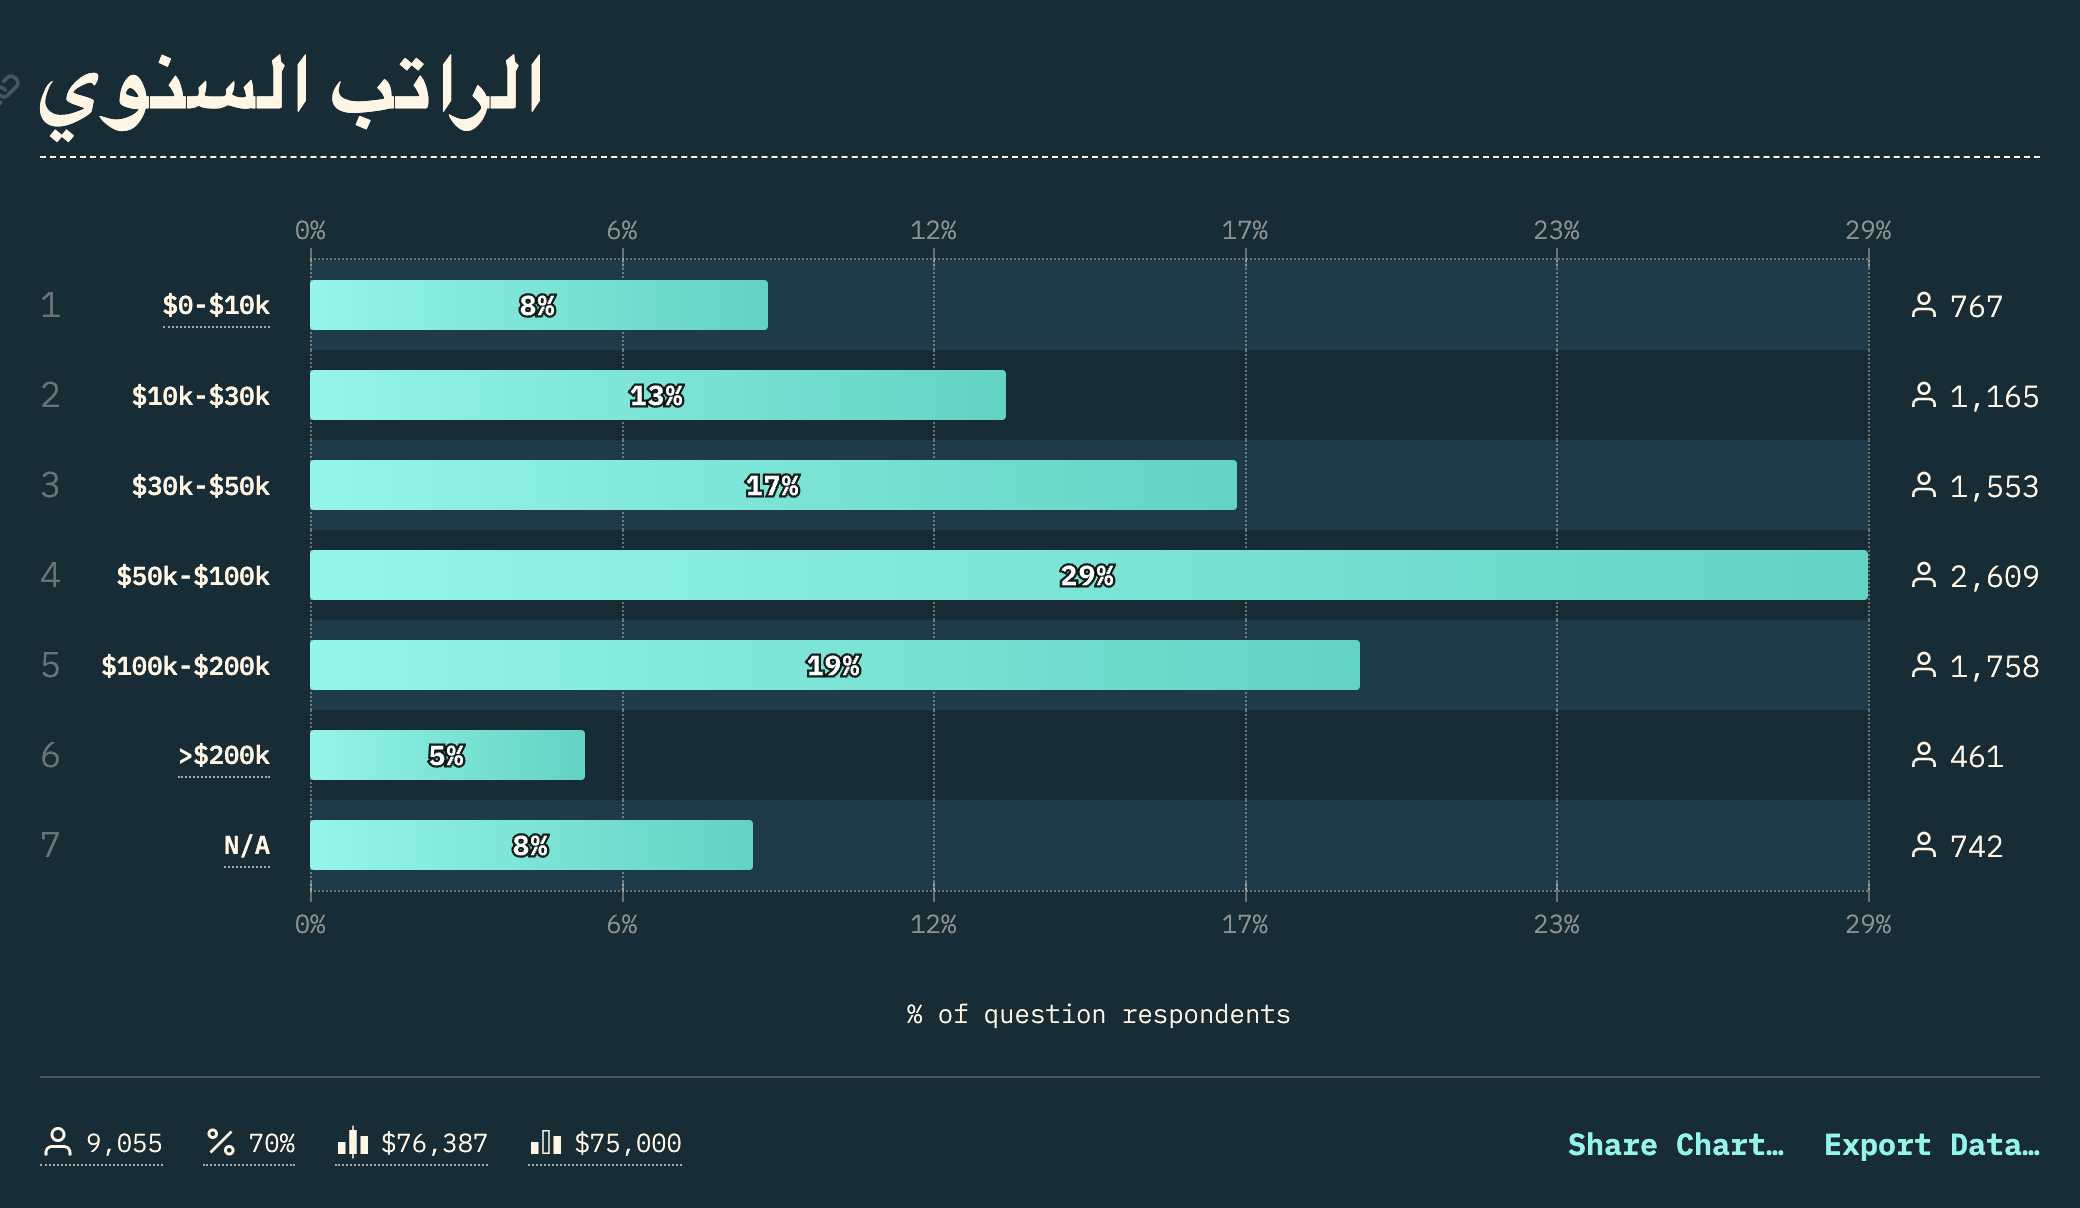 الراتب السنوي
0% 6% 12% 17% 23% 29%
1 $0-$10k 8% 767
2 $10k-$30k 13% 1,165
3 $30k-$50k 17% 1,553
4 $50k-$100k 29% 2,609
5 $100k-$200k 19% 1,758
6 >$200k 5% 461
7 N/A 8% 742
0% 6% 12% 17% 23% 29%
% of question respondents
9,055 70% $76,387 $75,000 Share Chart… Export Data…